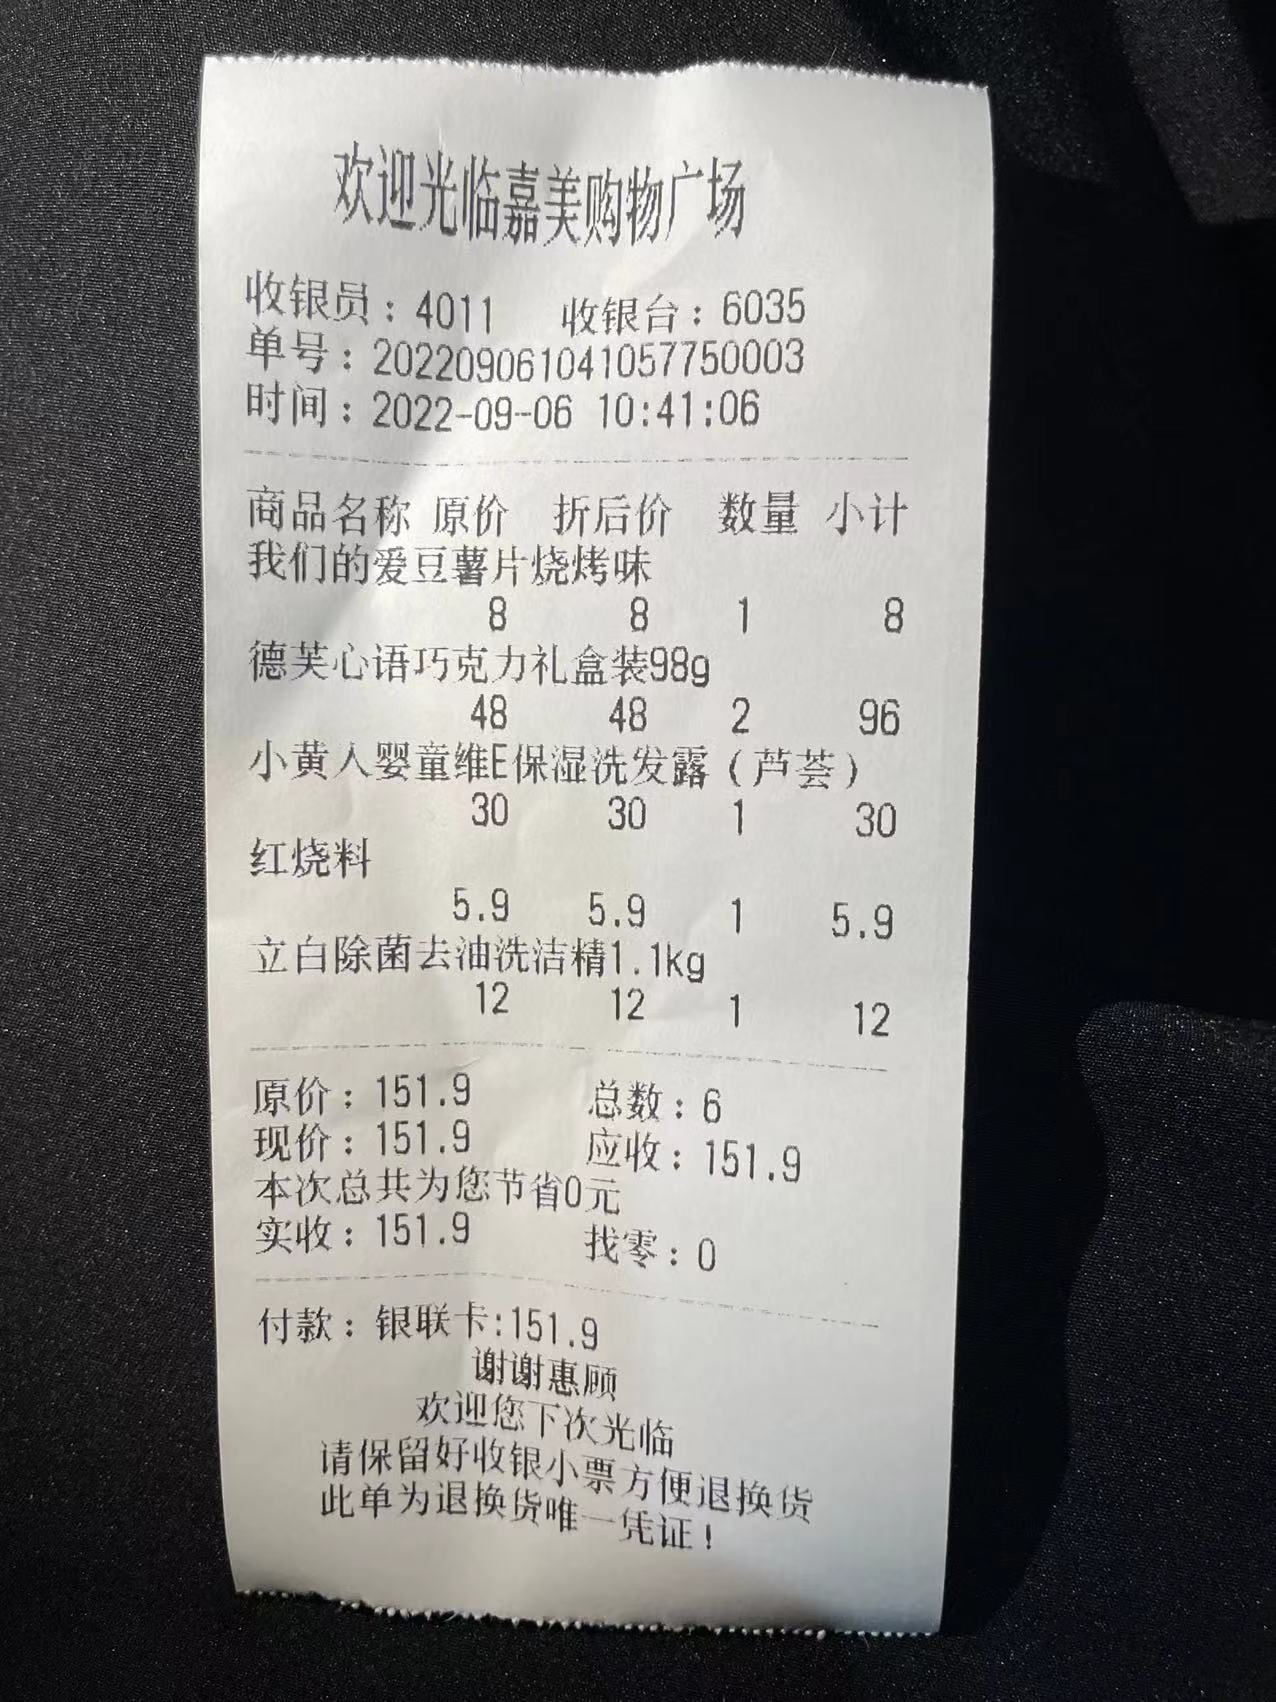 欢迎光临嘉美购物广场
收银员：4011 收银台：6035
单号：202209061041057750003
时间：2022-09-06 10:41:06
商品名称 原价 折后价 数量 小计
我们的爱豆薯片烧烤味
8 8 1 8
德芙心语巧克力礼盒装98g
48 48 2 96
小黄人婴童维E保湿洗发露（芦荟）
30 30 1 30
红烧料
5.9 5.9 1 5.9
立白除菌去油洗洁精1.1kg
12 12 1 12
原价：151.9 总数：6
现价：151.9 应收：151.9
本次总共为您节省0元
实收：151.9 找零：0
付款：银联卡:151.9
谢谢惠顾
欢迎您下次光临
请保留好收银小票方便退换货
此单为退换货唯一凭证！